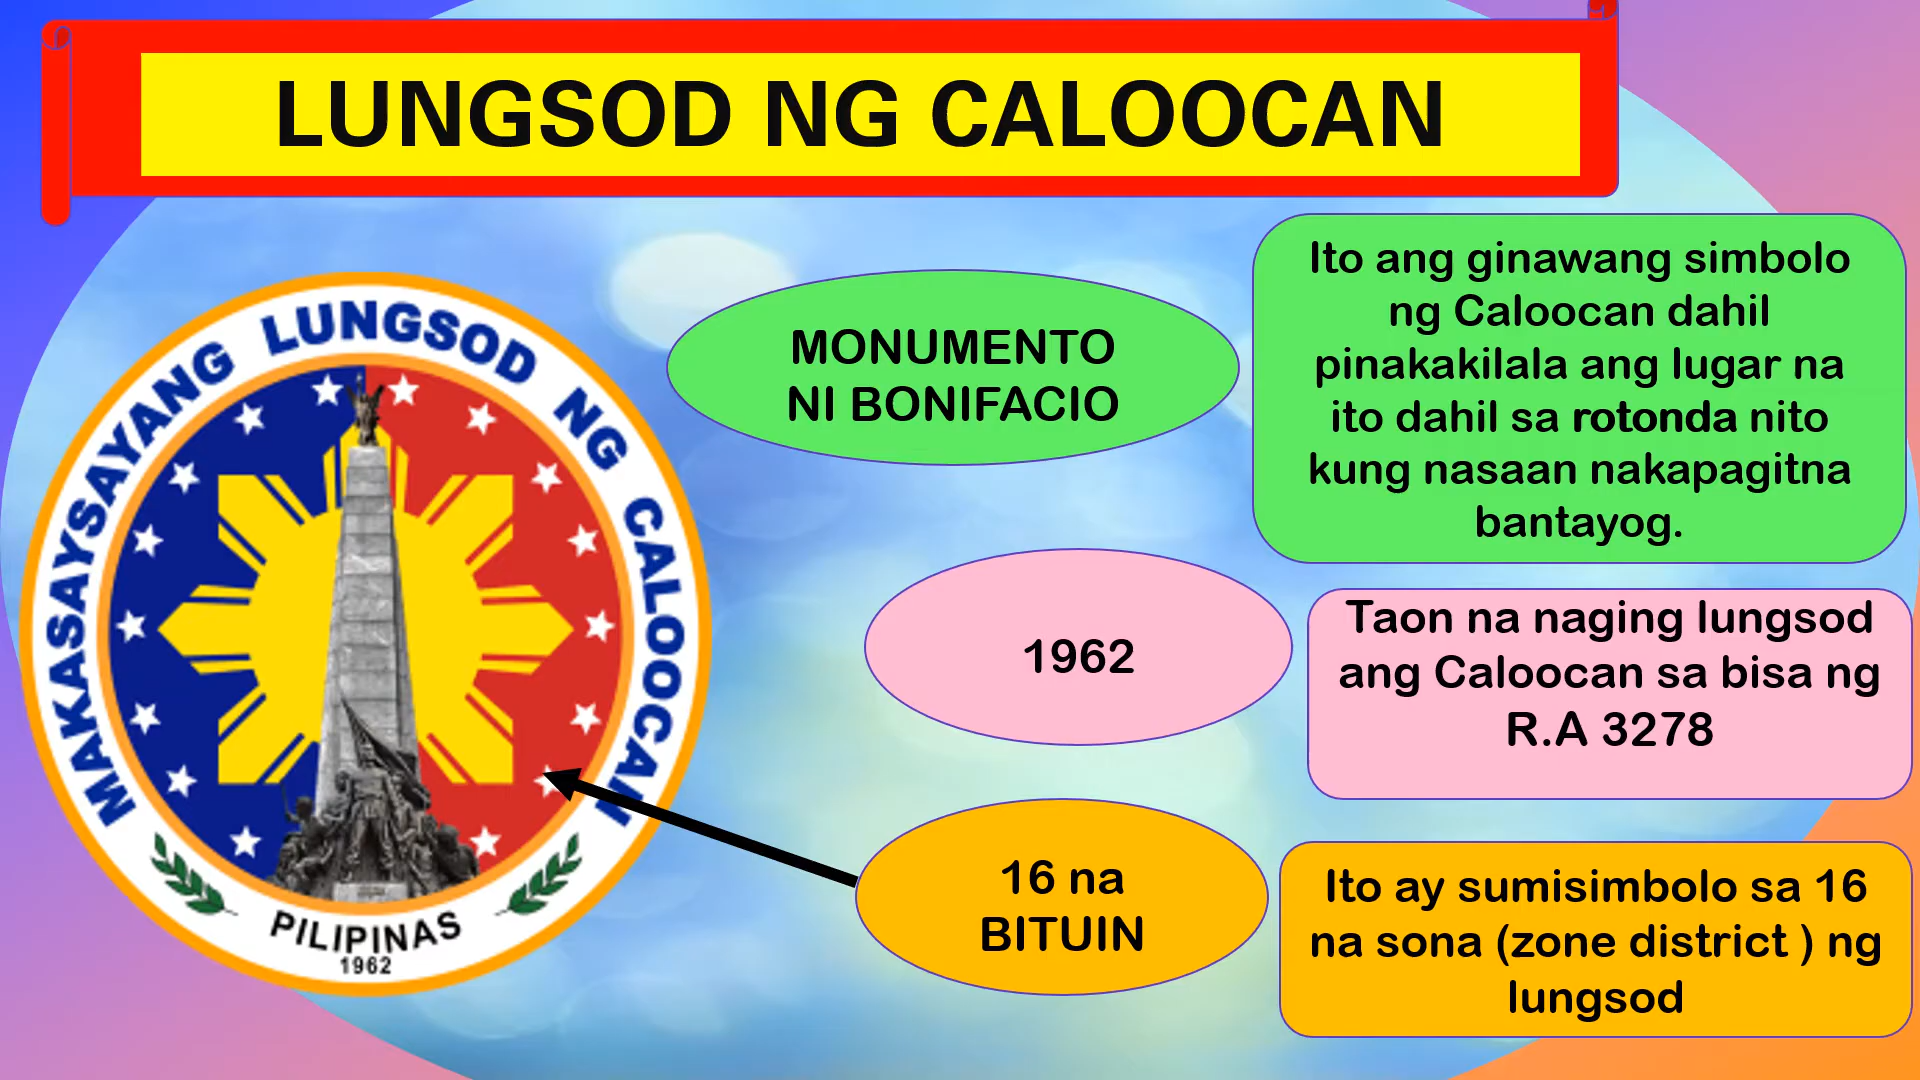 LUNGSOD NG CALOOCAN
MAKASAYSAYANG LUNGSOD NG CALOOCAN
PILIPINAS
1962
MONUMENTO
NI BONIFACIO
Ito ang ginawang simbolo
ng Caloocan dahil
pinakakilala ang lugar na
ito dahil sa rotonda nito
kung nasaan nakapagitna
bantayog.
1962
Taon na naging lungsod
ang Caloocan sa bisa ng
R.A 3278
16 na
BITUIN
Ito ay sumisimbolo sa 16
na sona (zone district ) ng
lungsod